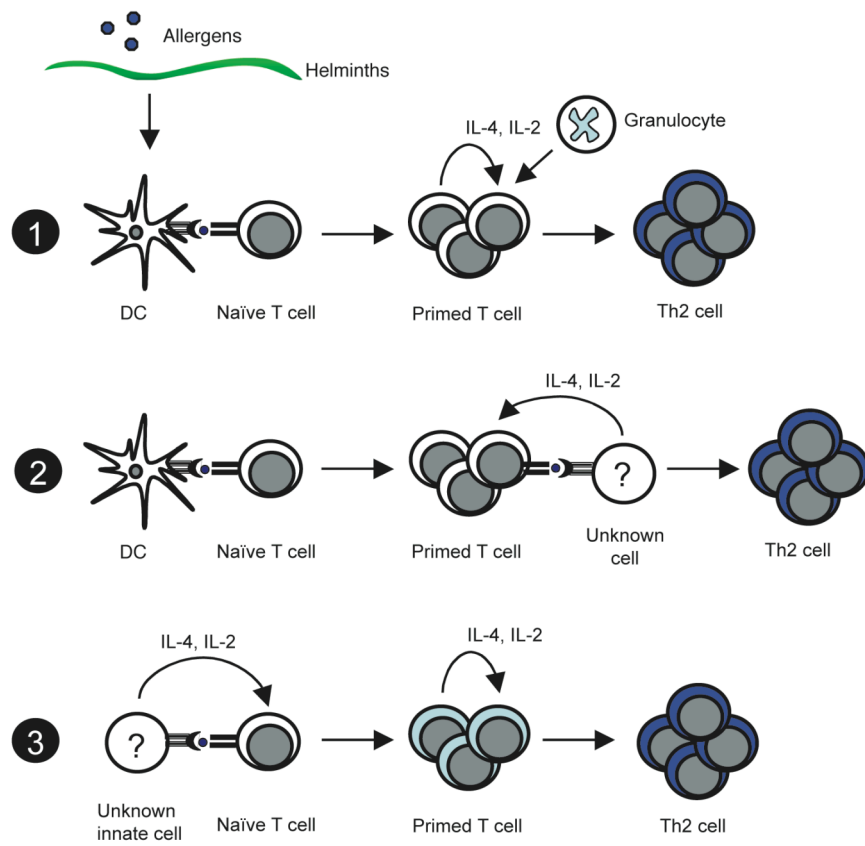 Allergens
Helminths
IL-4, IL-2
Granulocyte
1
DC
Naïve T cell
Primed T cell
Th2 cell
IL-4, IL-2
2
?
DC
Naïve T cell
Primed T cell
Unknown
cell
Th2 cell
IL-4, IL-2
IL-4, IL-2
3
?
Unknown
innate cell
Naïve T cell
Primed T cell
Th2 cell